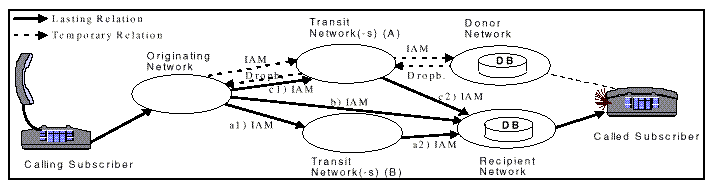 Lasting Relation
Temporary Relation
Transit
Network(-s) (A)
Donor
Network
Originating
Network
IAM
IAM
DB
Dropb.
Dropb.
c1) IAM
c2) IAM
b) IAM
a1) IAM
DB
a2) IAM
Calling Subscriber
Transit
Network(-s) (B)
Recipient
Network
Called Subscriber